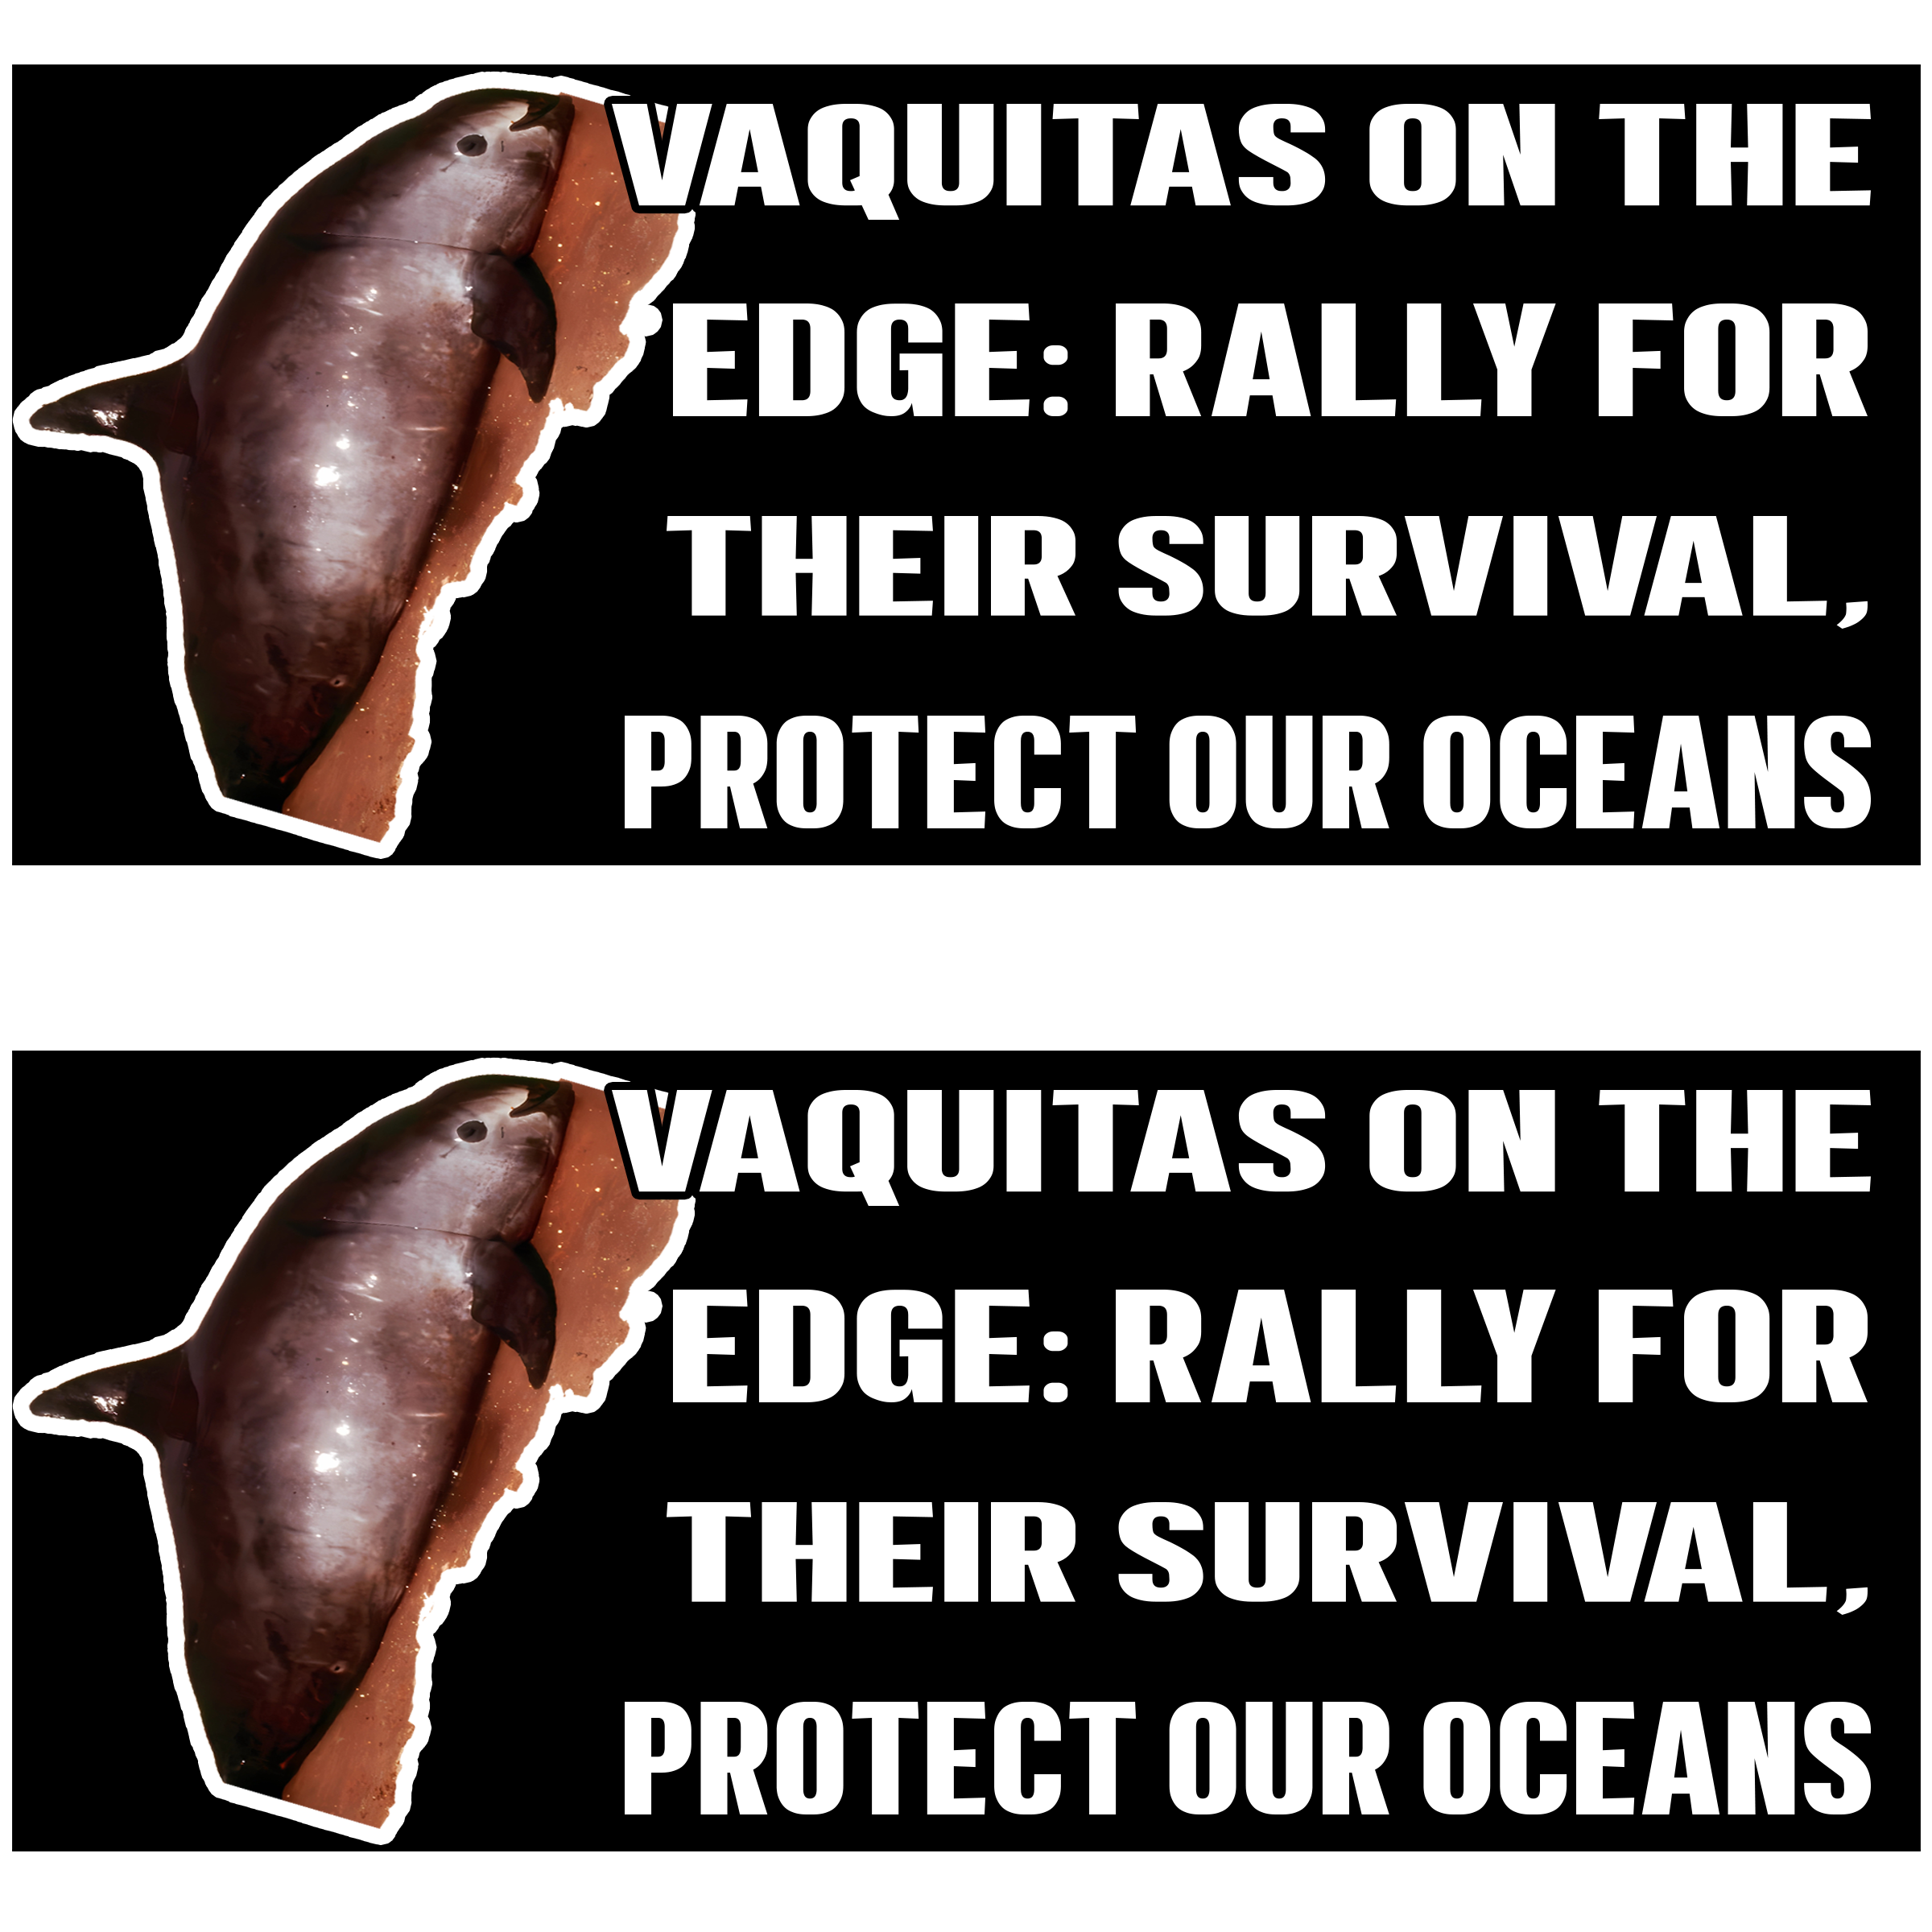 VAQUITAS ON THE
EDGE: RALLY FOR
THEIR SURVIVAL,
PROTECT OUR OCEANS
VAQUITAS ON THE
EDGE: RALLY FOR
THEIR SURVIVAL,
PROTECT OUR OCEANS